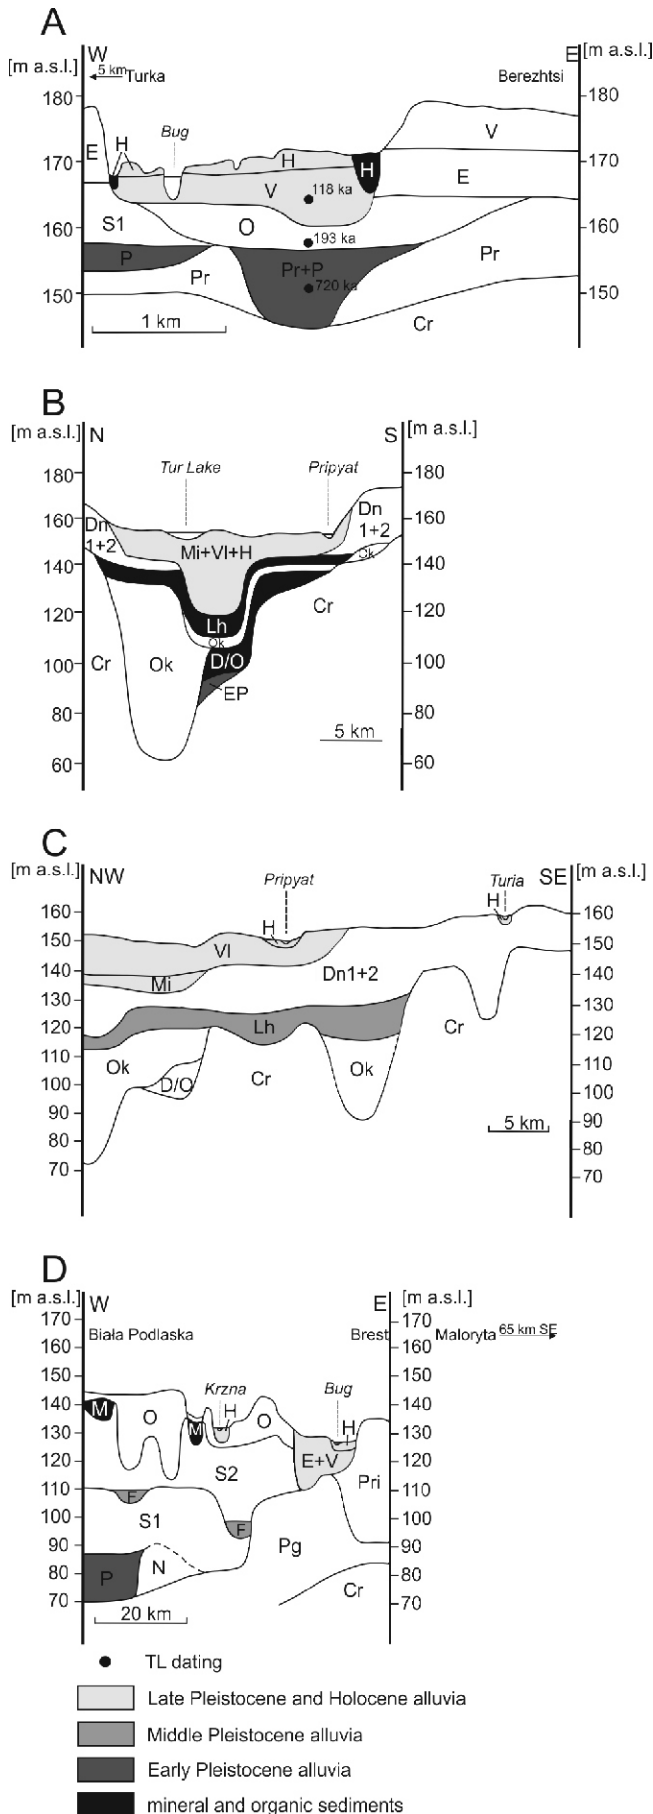 A
[m a.s.l.] W E [m a.s.l.]
5 km Turka Berezhtsi
180 180
Bug
H V
170 E H H 170
V E
118 ka
S1 O
160 160
193 ka
P Pr Pr+P Pr
720 ka
150 150
Cr
1 km
B
[m a.s.l.] N S [m a.s.l.]
Tur Lake Pripyat
180 180
Dn Dn
160 1+2 1+2 160
Mi+Vl+H
140 Ok 140
120 Lh Cr 120
Ok
100 Cr Ok D/O 100
EP
80 80
5 km
60 60
C
[m a.s.l.] NW SE [m a.s.l.]
Pripyat Turia
H
160 160
H
150 Vl 150
140 Dn1+2 140
Mi
130 130
120 Lh Cr 120
110 110
Ok Cr Ok
100 D/O 100
90 90
5 km
80 80
70 70
D
[m a.s.l.] W E [m a.s.l.]
170 170
Biała Podlaska Brest Maloryta 65 km SE
160 160
150 150
Krzna Bug
140 M O H O 140
130 M H 130
120 E+V 120
S2 Pri
110 110
F
100 S1 100
F
90 Pg 90
80 P N 80
Cr
70 70
20 km
TL dating
Late Pleistocene and Holocene alluvia
Middle Pleistocene alluvia
Early Pleistocene alluvia
mineral and organic sediments